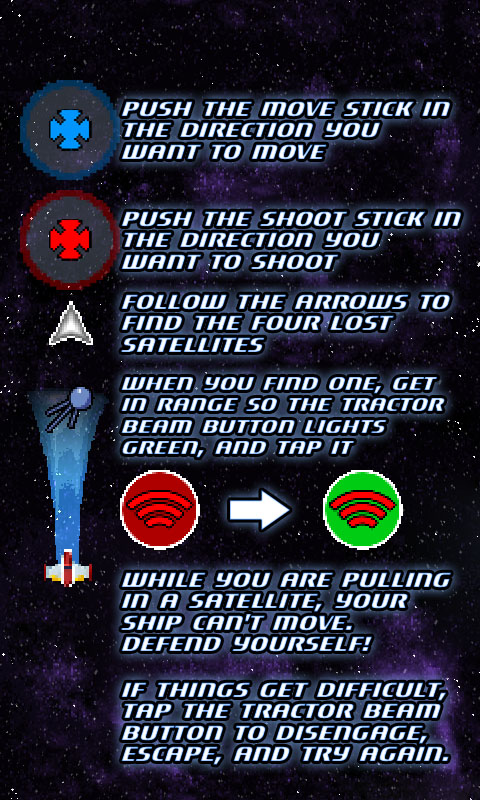 PUSH THE MOVE STICK IN
THE DIRECTION YOU
WANT TO MOVE
PUSH THE SHOOT STICK IN
THE DIRECTION YOU
WANT TO SHOOT
FOLLOW THE ARROWS TO
FIND THE FOUR LOST
SATELLITES
WHEN YOU FIND ONE, GET
IN RANGE SO THE TRACTOR
BEAM BUTTON LIGHTS
GREEN, AND TAP IT
WHILE YOU ARE PULLING
IN A SATELLITE, YOUR
SHIP CAN'T MOVE.
DEFEND YOURSELF!
IF THINGS GET DIFFICULT,
TAP THE TRACTOR BEAM
BUTTON TO DISENGAGE,
ESCAPE, AND TRY AGAIN.